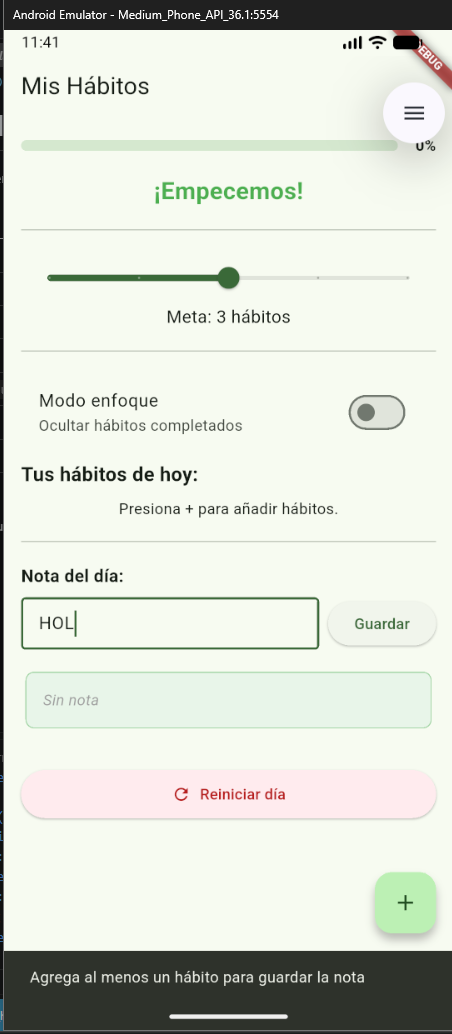 Android Emulator - Medium_Phone_API_36.1:5554
11:41
DEBUG
Mis Hábitos
0%
¡Empecemos!
Meta: 3 hábitos
Modo enfoque
Ocultar hábitos completados
Tus hábitos de hoy:
Presiona + para añadir hábitos.
Nota del día:
HOL
Guardar
Sin nota
Reiniciar día
+
Agrega al menos un hábito para guardar la nota